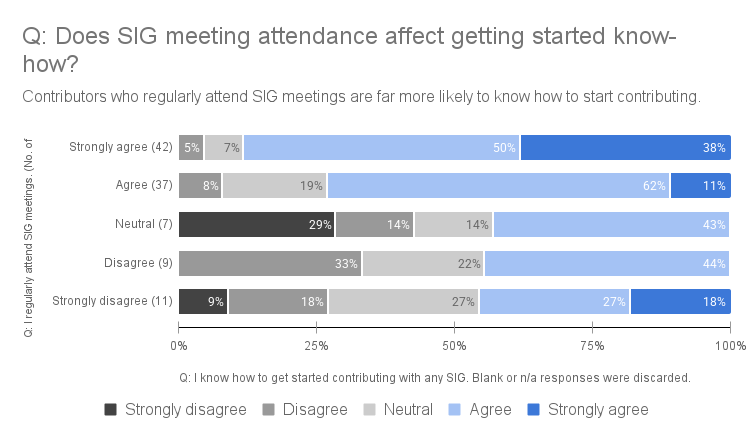 Q: Does SIG meeting attendance affect getting started know-
how?
Contributors who regularly attend SIG meetings are far more likely to know how to start contributing.
Q: I regularly attend SIG meetings. (No. of
Strongly agree (42) 5% 7% 50% 38%
Agree (37) 8% 19% 62% 11%
Neutral (7) 29% 14% 14% 43%
Disagree (9) 33% 22% 44%
Strongly disagree (11) 9% 18% 27% 27% 18%
0% 25% 50% 75% 100%
Q: I know how to get started contributing with any SIG. Blank or n/a responses were discarded.
Strongly disagree Disagree Neutral Agree Strongly agree